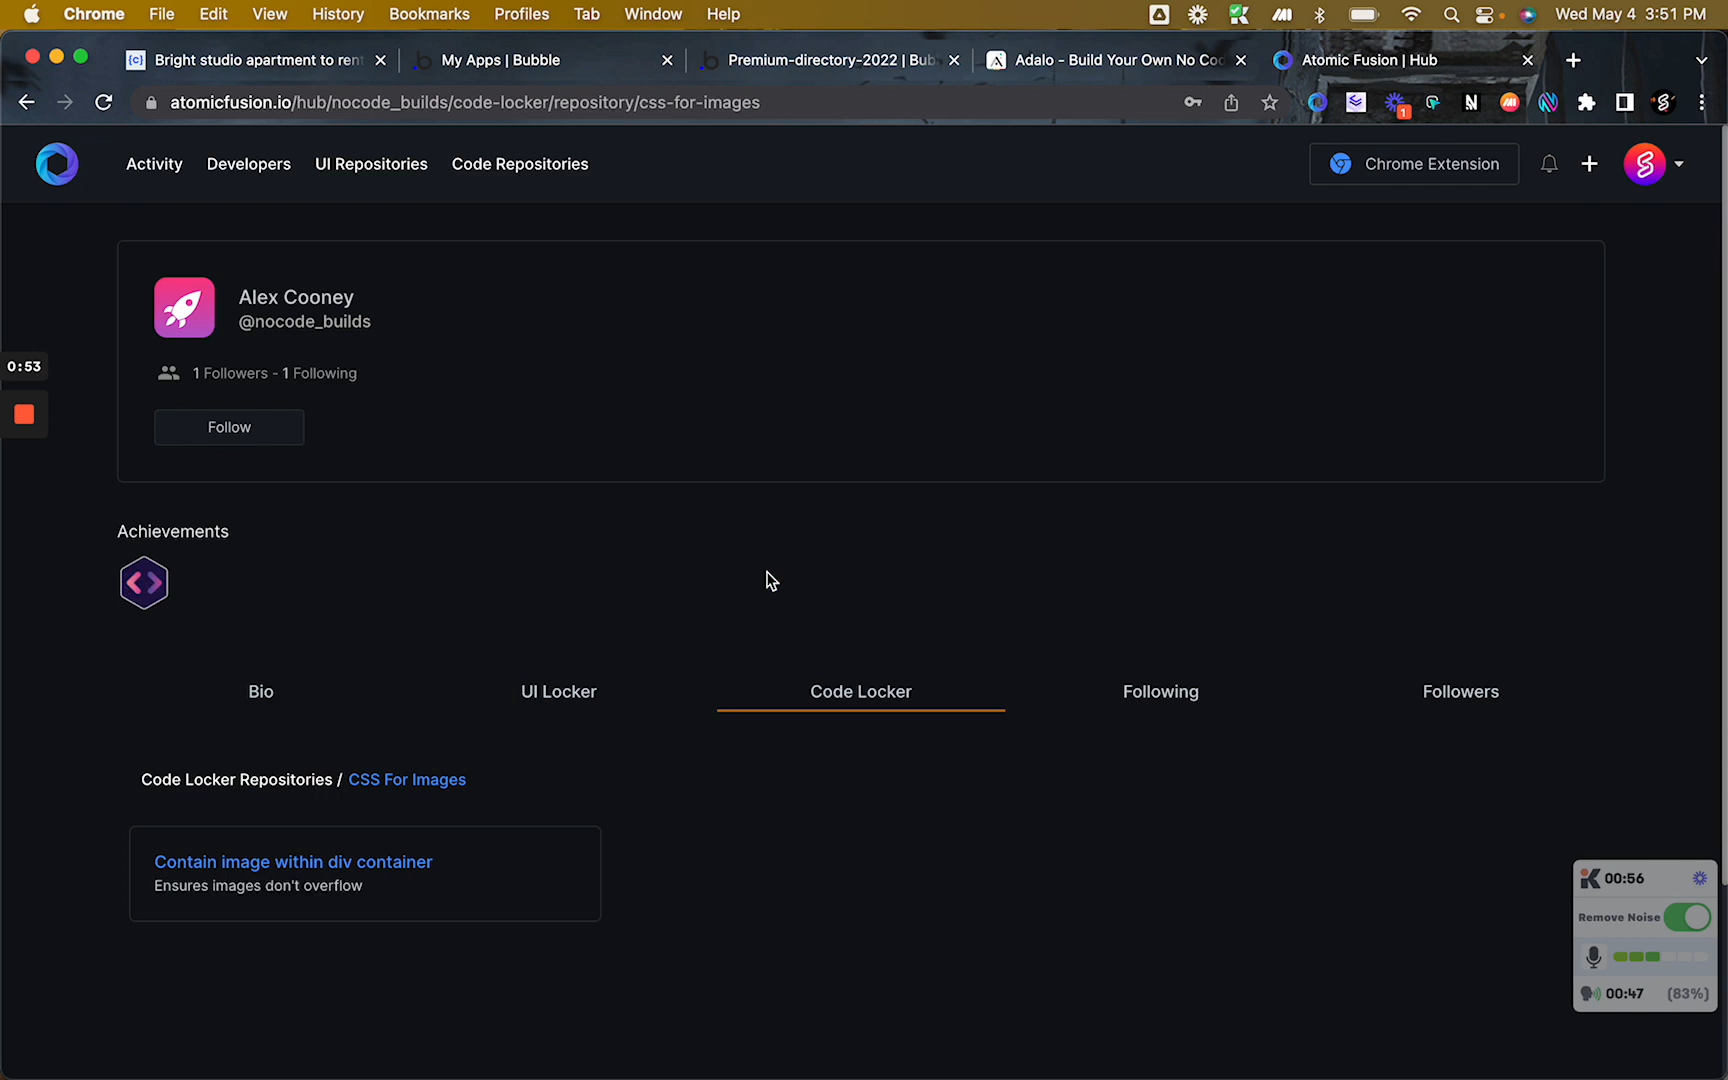 Chrome File Edit View History Bookmarks Profiles Tab Window Help Wed May 4 3:51 PM
Bright studio apartment to rent My Apps | Bubble Premium-directory-2022 | Bub Adalo - Build Your Own No Co Atomic Fusion | Hub
atomicfusion.io/hub/nocode_builds/code-locker/repository/css-for-images
1
Activity Developers UI Repositories Code Repositories Chrome Extension
Alex Cooney
@nocode_builds
0:53
1 Followers - 1 Following
Follow
Achievements
Bio UI Locker Code Locker Following Followers
Code Locker Repositories / CSS For Images
Contain image within div container
Ensures images don't overflow
00:56
Remove Noise
00:47 (83%)